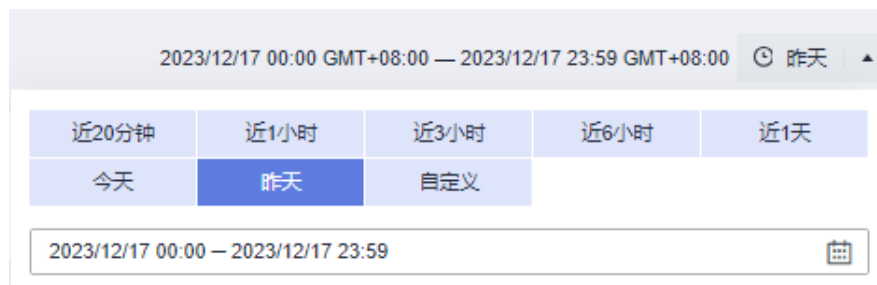 2023/12/17 00:00 GMT+08:00 — 2023/12/17 23:59 GMT+08:00 昨天
近20分钟 近1小时 近3小时 近6小时 近1天
今天 昨天 自定义
2023/12/17 00:00 — 2023/12/17 23:59